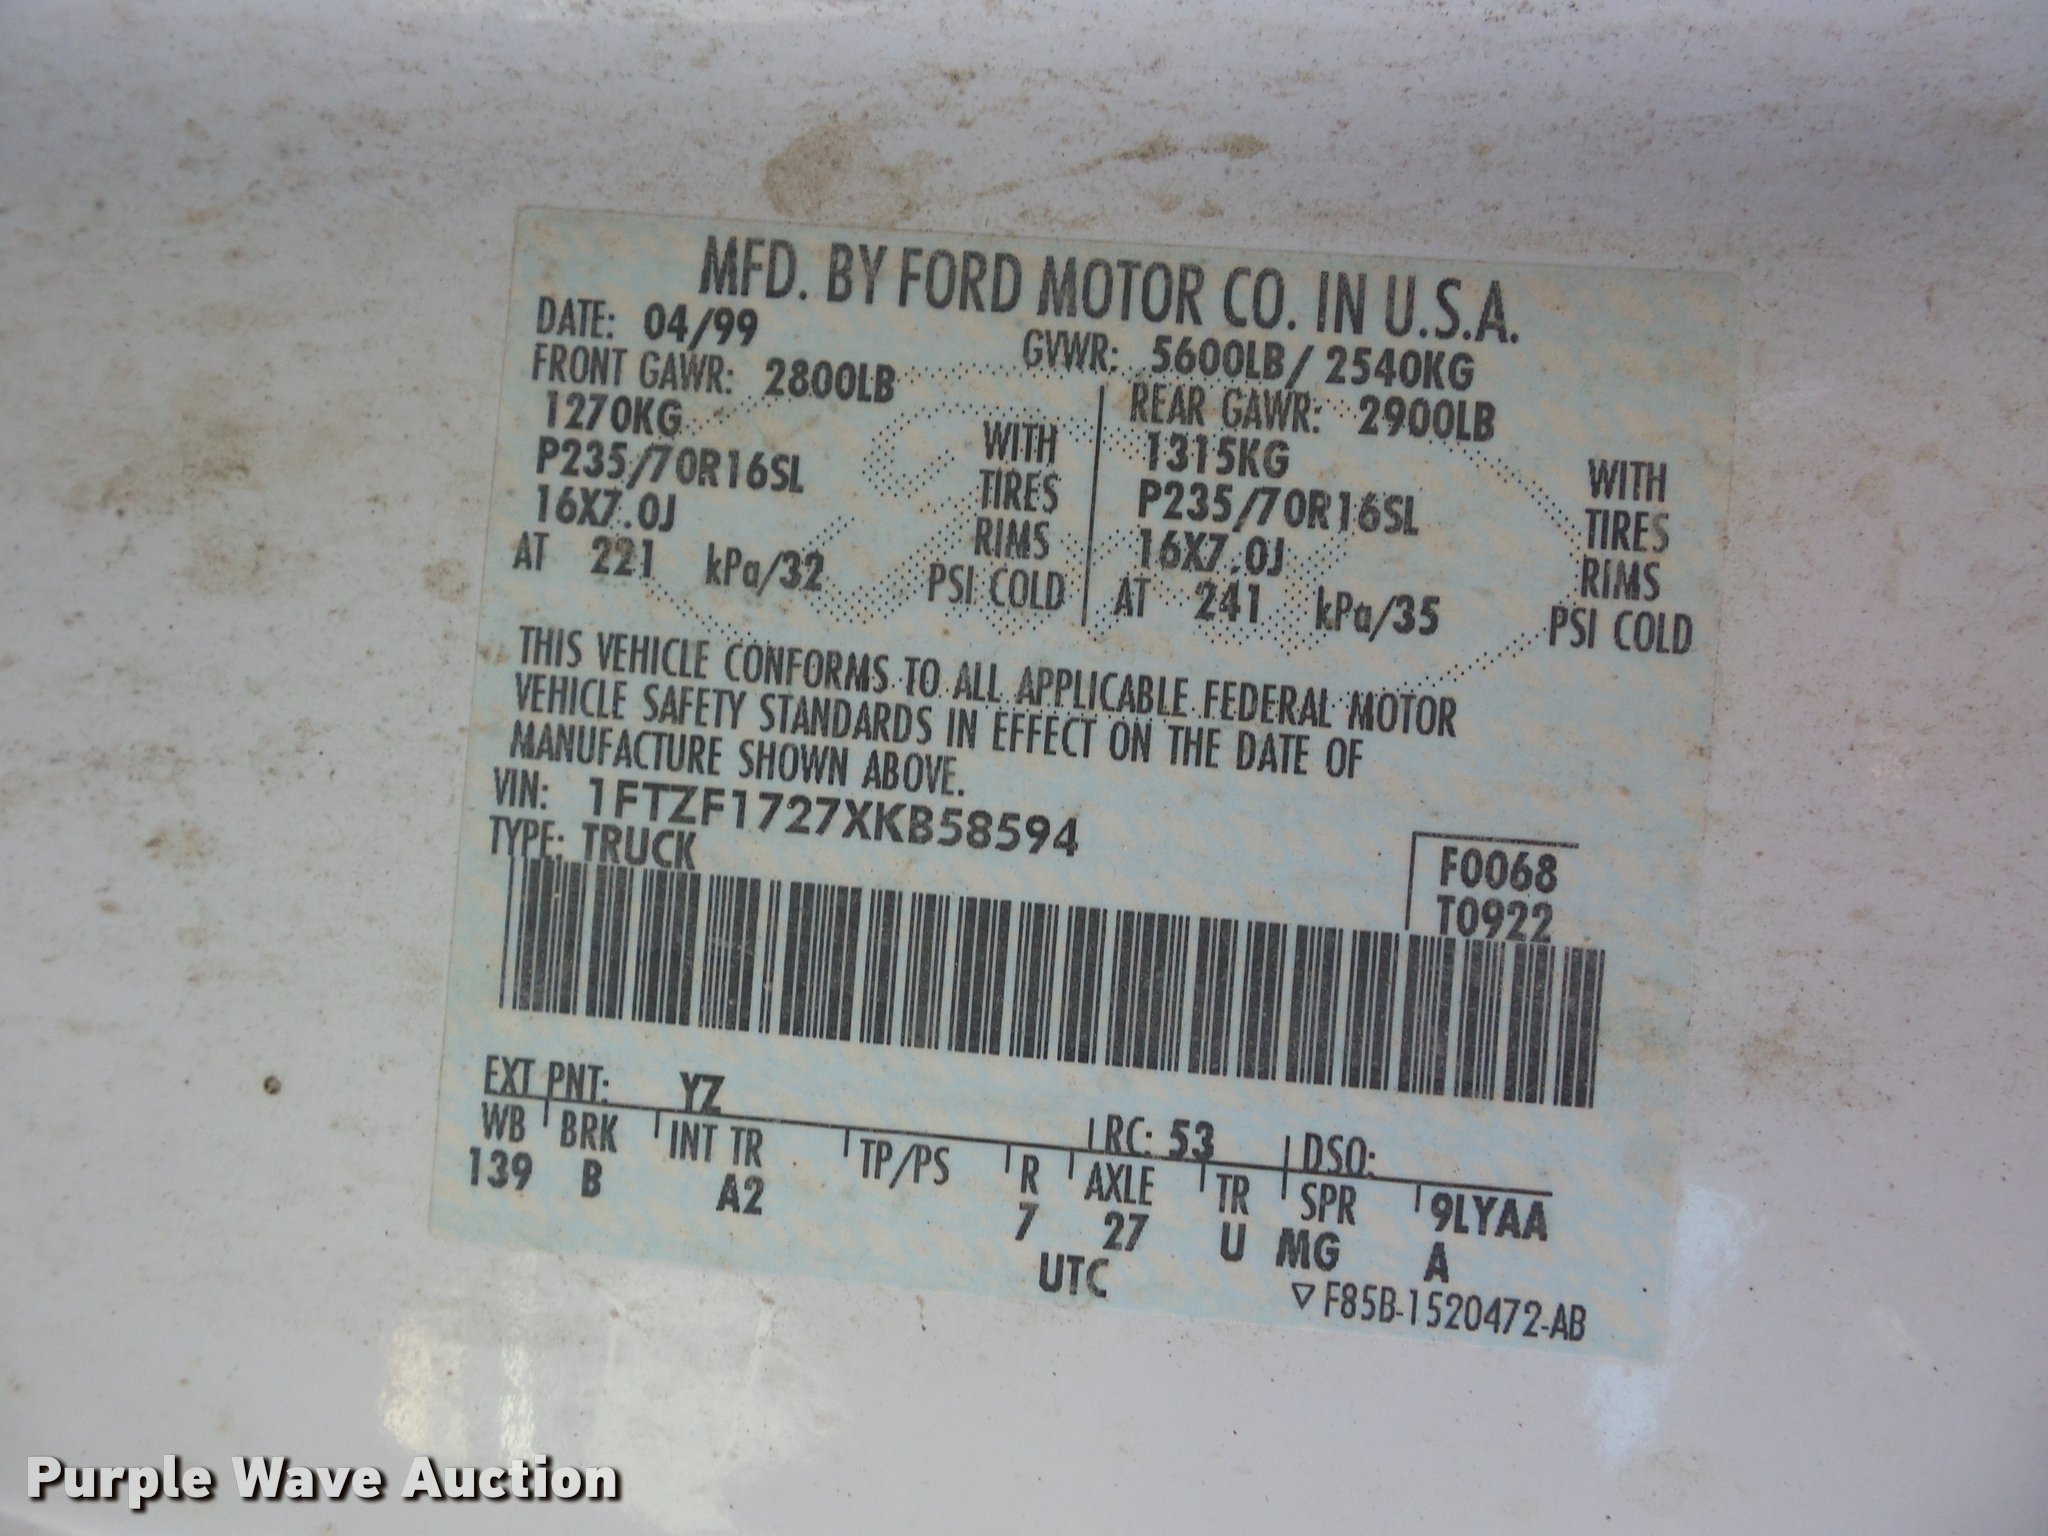 MFD. BY FORD MOTOR CO. IN U.S.A.
DATE: 04/99 GVWR: 5600LB/ 2540KG
FRONT GAWR: 2800LB REAR GAWR: 2900LB
1270KG WITH 1315KG WITH
P235/70R16SL TIRES P235/70R16SL TIRES
16X7.0J RIMS 16X7.0J RIMS
AT 221 kPa/32 PSI COLD AT 241 kPa/35 PSI COLD
THIS VEHICLE CONFORMS TO ALL APPLICABLE FEDERAL MOTOR
VEHICLE SAFETY STANDARDS IN EFFECT ON THE DATE OF
MANUFACTURE SHOWN ABOVE.
VIN: 1FTZF1727XKB58594
TYPE: TRUCK F0068
T0922
EXT PNT: YZ RC: 53 DSO:
WB BRK INT TR TP/PS R AXLE TR SPR 9LYAA
139 B A2 7 27 U MG A
UTC
▽F85B-1520472-AB
Purple Wave Auction